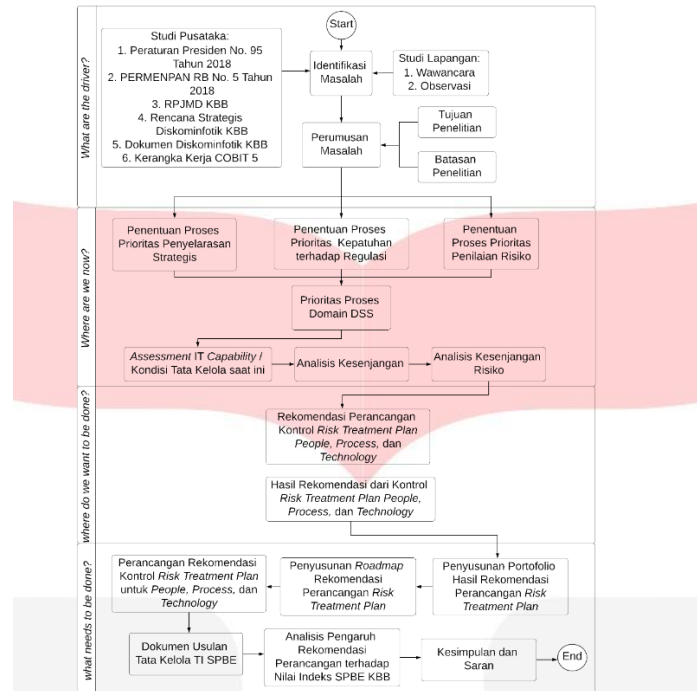 What are the driver?
Start
Studi Pusataka:
1. Peraturan Presiden No. 95
Tahun 2018
2. PERMENPAN RB No. 5 Tahun
2018
3. RPJMD KBB
4. Rencana Strategis
Diskominfotik KBB
5. Dokumen Diskominfotik KBB
6. Kerangka Kerja COBIT 5
Identifikasi
Masalah
Studi Lapangan:
1. Wawancara
2. Observasi
Perumusan
Masalah
Tujuan
Penelitian
Batasan
Penelitian
Where are we now?
Penentuan Proses
Prioritas Penyelarasan
Strategis
Penentuan Proses
Prioritas Kepatuhan
terhadap Regulasi
Penentuan
Proses Prioritas
Penilaian Risiko
Prioritas Proses
Domain DSS
Assessment IT Capability /
Kondisi Tata Kelola saat ini
Analisis Kesenjangan
Analisis Kesenjangan
Risiko
where do we want to be done?
Rekomendasi Perancangan
Kontrol Risk Treatment Plan
People, Process, dan
Technology
Hasil Rekomendasi dari Kontrol
Risk Treatment Plan People,
Process, dan Technology
what needs to be done?
Perancangan Rekomendasi
Kontrol Risk Treatment Plan
untuk People, Process, dan
Technology
Penyusunan Roadmap
Rekomendasi
Perancangan Risk
Treatment Plan
Penyusunan Portofolio
Hasil Rekomendasi
Perancangan Risk
Treatment Plan
Dokumen Usulan
Tata Kelola TI SPBE
Analisis Pengaruh
Rekomendasi
Perancangan terhadap
Nilai Indeks SPBE KBB
Kesimpulan dan
Saran
End